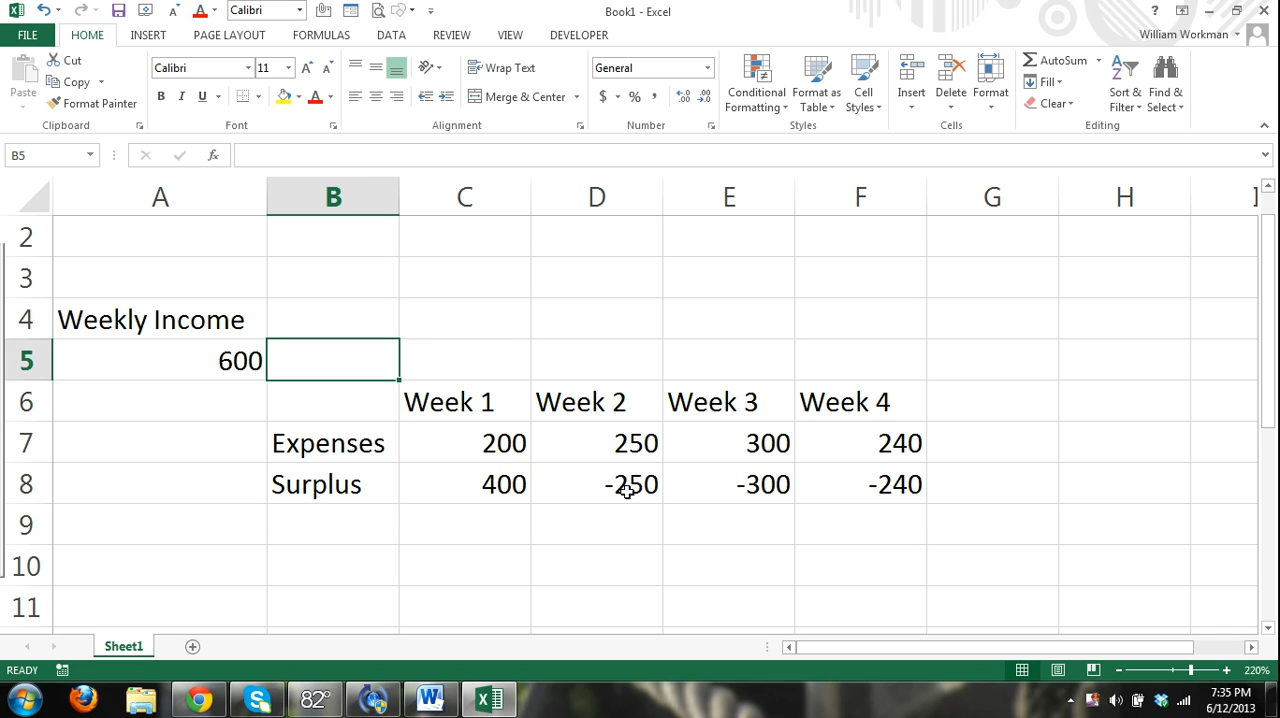 Calibri
Book1 - Excel
?
FILE
HOME
INSERT
PAGE LAYOUT
FORMULAS
DATA
REVIEW
VIEW
DEVELOPER
William Workman
Paste
Cut
Copy
Format Painter
Clipboard
Calibri
11
B I U
Font
Wrap Text
Merge & Center
Alignment
General
$ % ,
Number
Conditional
Formatting
Format as
Table
Cell
Styles
Styles
Insert
Delete
Format
Cells
AutoSum
Fill
Clear
Sort &
Filter
Find &
Select
Editing
B5
fx
A B C D E F G H I
2
3
4 Weekly Income
5 600
6 Week 1 Week 2 Week 3 Week 4
7 Expenses 200 250 300 240
8 Surplus 400 -250 -300 -240
9
10
11
Sheet1
READY
220%
82°
7:35 PM
6/12/2013